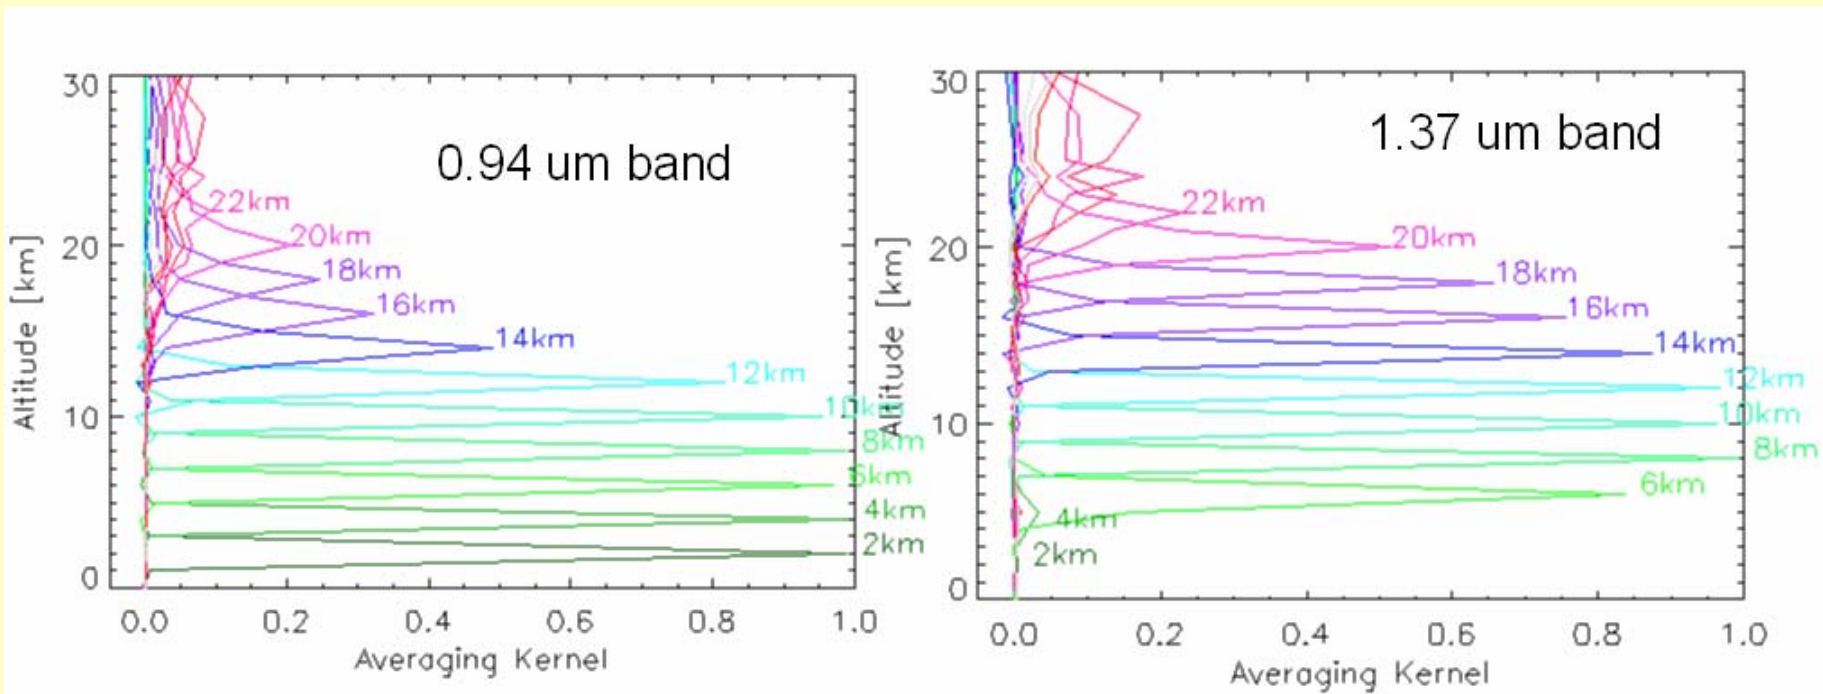 0.94 um band
30
20
10
0
Altitude [km]
22km
20km
18km
16km
14km
12km
10km
8km
6km
4km
2km
0.0 0.2 0.4 0.6 0.8 1.0
Averaging Kernel
1.37 um band
30
20
10
0
Altitude [km]
22km
20km
18km
16km
14km
12km
10km
8km
6km
4km
2km
0.0 0.2 0.4 0.6 0.8 1.0
Averaging Kernel